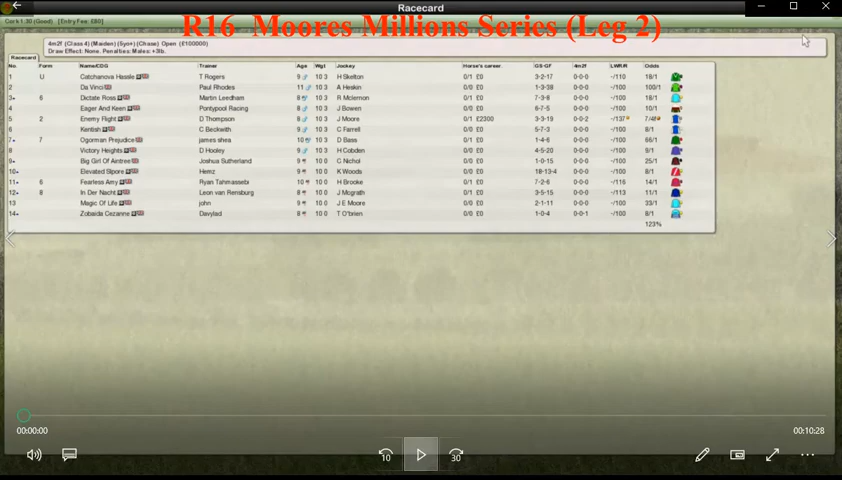 Racecard
Cork 1:30 (Good) [Entry Fee: £80]
R16 Moores Millions Series (Leg 2)
4m2f (Class 4) (Maiden) (5yo+) (Chase) Open (£100000)
Draw Effect: None. Penalties: Males: +3lb.
Racecard
No. Form Name/CDG Trainer Age Wgt Jockey Horse's career. GS-GF 4m2f LWR/ft Odds
1 U Catchanova Hassle T Rogers 9 10 3 H Skelton 0/1 £0 3-2-17 0-0-0 -/110 18/1
2 Da Vinci Paul Rhodes 11 10 3 A Heskin 0/0 £0 1-3-38 0-0-0 -/100 100/1
3 6 Dictate Ross Martin Leedham 8 10 3 R Mclernon 0/1 £0 7-3-8 0-0-0 -/100 18/1
4 Eager And Keen Pontypool Racing 8 10 3 J Bowen 0/0 £0 6-7-5 0-0-0 -/100 10/1
5 2 Enemy Flight D Thompson 8 10 3 J Moore 0/1 £2300 3-3-19 0-0-2 -/137 7/4f
6 Kentish C Beckwith 9 10 3 C Farrell 0/0 £0 5-7-3 0-0-0 -/100 8/1
7 7 Ogorman Prejudice james shea 10 10 3 D Bass 0/1 £0 1-4-6 0-0-0 -/100 66/1
8 Victory Heights D Hooley 9 10 3 H Cobden 0/0 £0 4-5-20 0-0-0 -/100 9/1
9 Big Girl Of Aintree Joshua Sutherland 9 10 0 C Nichol 0/0 £0 1-0-15 0-0-0 -/100 25/1
10 Elevated Bpore Hemz 9 10 0 K Woods 0/0 £0 18-13-4 0-0-0 -/100 8/1
11 6 Fearless Amy Ryan Tahmassebi 10 10 0 H Brooke 0/1 £0 7-2-6 0-0-0 -/116 14/1
12 8 In Der Nacht Leon van Rensburg 8 10 0 J Mcgrath 0/1 £0 3-5-15 0-0-0 -/113 11/1
13 Magic Of Life john 9 10 0 J E Moore 0/0 £0 2-1-11 0-0-0 -/100 33/1
14 Zobaida Cezanne Davylad 8 10 0 T O'brien 0/0 £0 1-0-4 0-0-1 -/100 8/1
123%
00:00:00 00:10:28
10 30